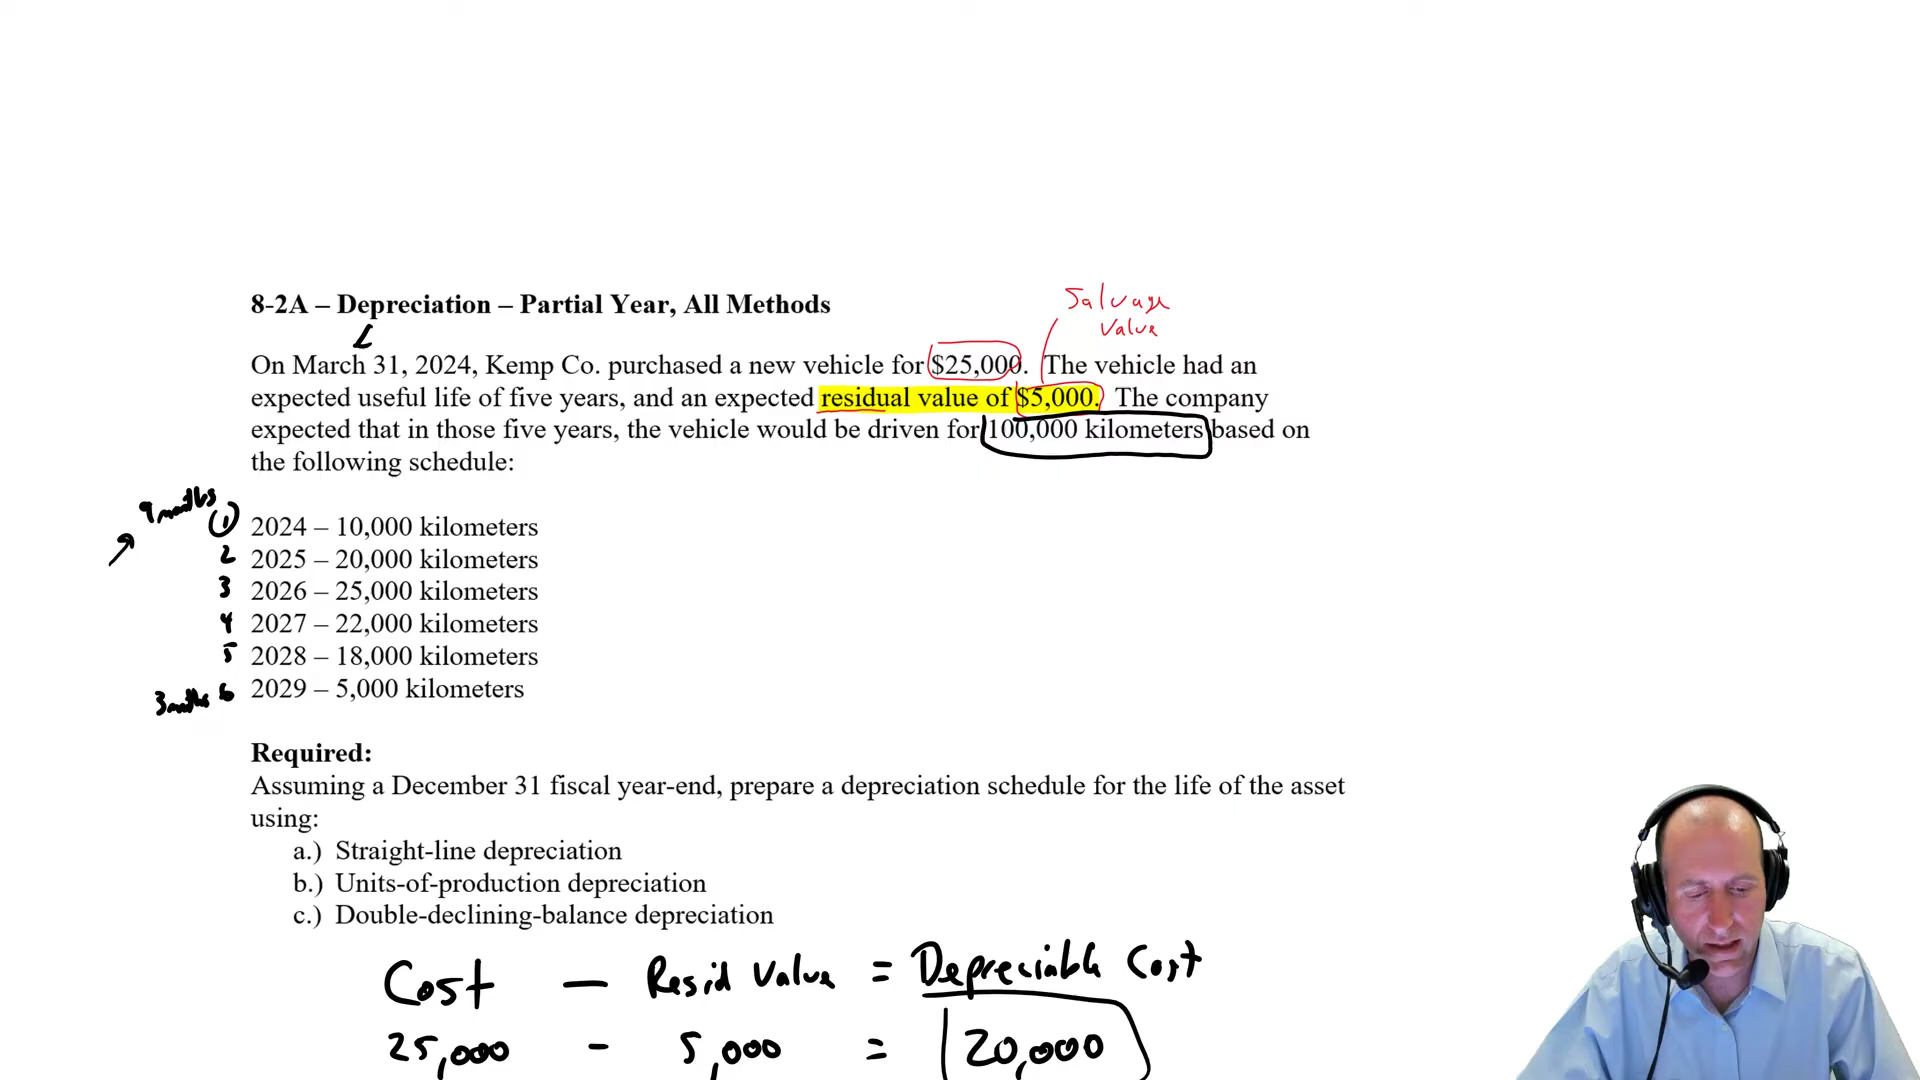 8-2A – Depreciation – Partial Year, All Methods
Salvage
Value
On March 31, 2024, Kemp Co. purchased a new vehicle for $25,000. The vehicle had an
expected useful life of five years, and an expected residual value of $5,000. The company
expected that in those five years, the vehicle would be driven for 100,000 kilometers based on
the following schedule:
9 months
1 2024 – 10,000 kilometers
2 2025 – 20,000 kilometers
3 2026 – 25,000 kilometers
4 2027 – 22,000 kilometers
5 2028 – 18,000 kilometers
3 months 6 2029 – 5,000 kilometers
Required:
Assuming a December 31 fiscal year-end, prepare a depreciation schedule for the life of the asset
using:
a.) Straight-line depreciation
b.) Units-of-production depreciation
c.) Double-declining-balance depreciation
Cost — Resid Value = Depreciable Cost
25,000 - 5,000 = 20,000